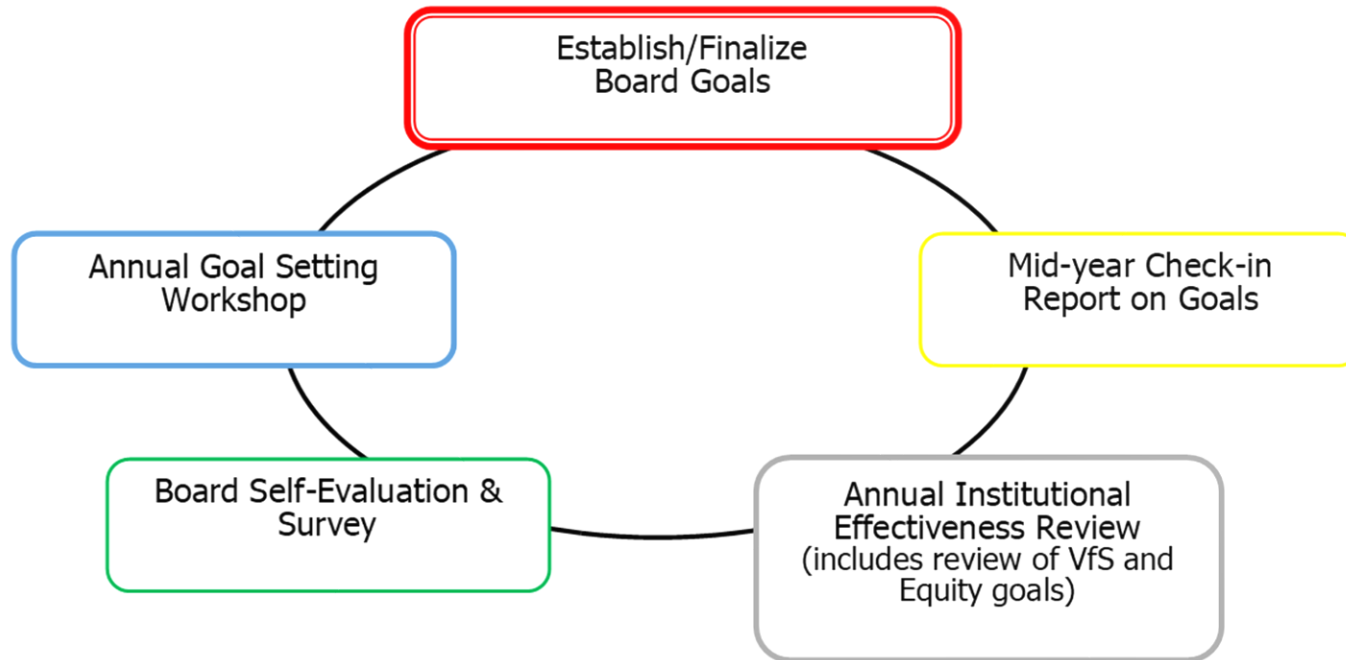 Establish/Finalize
Board Goals
Annual Goal Setting
Workshop
Mid-year Check-in
Report on Goals
Board Self-Evaluation &
Survey
Annual Institutional
Effectiveness Review
(includes review of VfS and
Equity goals)